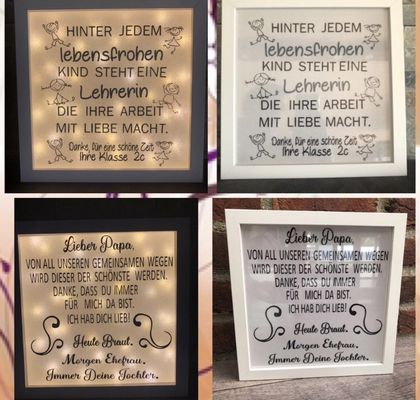 HINTER JEDEM
lebensfrohen
KIND STEHT EINE
Lehrerin
DIE IHRE ARBEIT
MIT LIEBE MACHT.
Danke, für eine schöne Zeit
Ihre Klasse 2c
HINTER JEDEM
lebensfrohen
KIND STEHT EINE
Lehrerin
DIE IHRE ARBEIT
MIT LIEBE MACHT.
Danke, für eine schöne Zeit
Ihre Klasse 2c
Lieber Papa,
VON ALL UNSEREN GEMEINSAMEN WEGEN
WIRD DIESER DER SCHÖNSTE WERDEN.
DANKE, DASS DU IMMER
FÜR MICH DA BIST.
ICH HAB DICH LIEB!
Heute Braut.
Morgen Ehefrau.
Immer Deine Tochter.
Lieber Papa,
VON ALL UNSEREN GEMEINSAMEN WEGEN
WIRD DIESER DER SCHÖNSTE WERDEN.
DANKE, DASS DU IMMER
FÜR MICH DA BIST.
ICH HAB DICH LIEB!
Heute Braut.
Morgen Ehefrau.
Immer Deine Tochter.